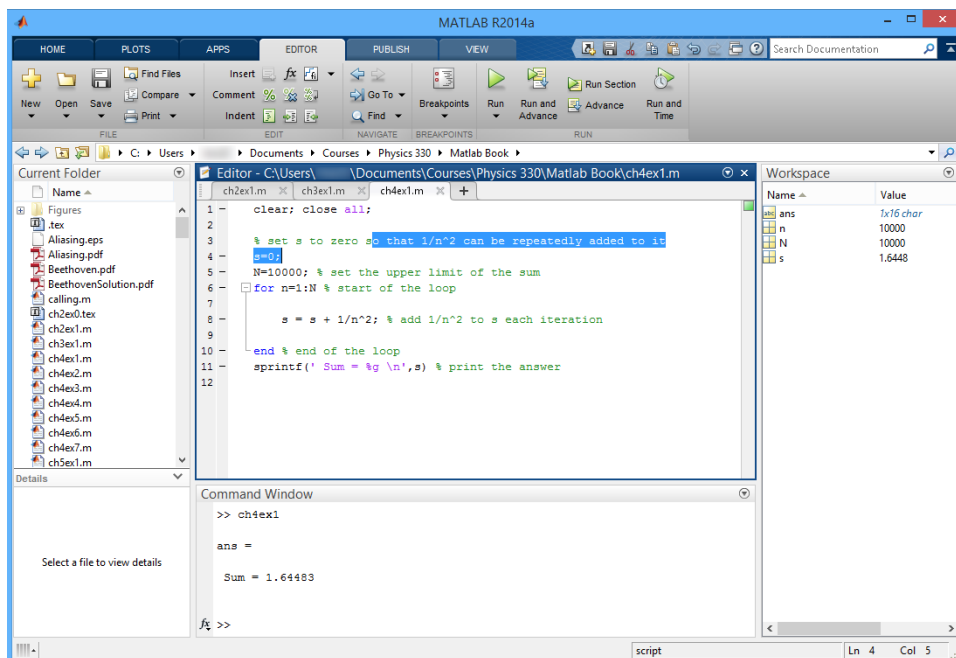 MATLAB R2014a
HOME PLOTS APPS EDITOR PUBLISH VIEW Search Documentation
New Open Save Find Files Compare Print
Insert fx Comment % Indent
Go To Find
Breakpoints Run Run and Advance Run Section Advance Run and Time
FILE EDIT NAVIGATE BREAKPOINTS RUN
C: Users Documents Courses Physics 330 Matlab Book
Current Folder
Name
Figures
.tex
Aliasing.eps
Aliasing.pdf
Beethoven.pdf
BeethovenSolution.pdf
calling.m
ch2ex0.tex
ch2ex1.m
ch3ex1.m
ch4ex1.m
ch4ex2.m
ch4ex3.m
ch4ex4.m
ch4ex5.m
ch4ex6.m
ch4ex7.m
ch5ex1.m
Details
Select a file to view details
Editor - C:\Users\ \Documents\Courses\Physics 330\Matlab Book\ch4ex1.m
ch2ex1.m ch3ex1.m ch4ex1.m +
1 - clear; close all;
2
3 % set s to zero so that 1/n^2 can be repeatedly added to it
4 - s=0;
5 - N=10000; % set the upper limit of the sum
6 - for n=1:N % start of the loop
7
8 - s = s + 1/n^2; % add 1/n^2 to s each iteration
9
10 - end % end of the loop
11 - sprintf(' Sum = %g \n',s) % print the answer
12
Command Window
>> ch4ex1
ans =
Sum = 1.64483
fx >>
Workspace
Name Value
abc ans 1x16 char
n 10000
N 10000
s 1.6448
script Ln 4 Col 5